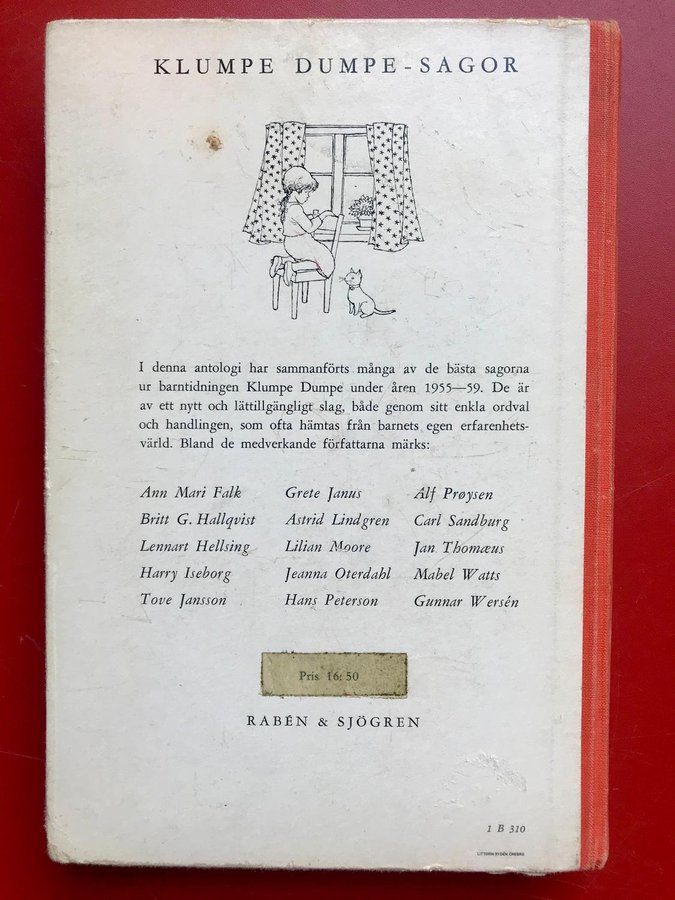 KLUMPE DUMPE-SAGOR
I denna antologi har sammanförts många av de bästa sagorna
ur barntidningen Klumpe Dumpe under åren 1955—59. De är
av ett nytt och lättillgängligt slag, både genom sitt enkla ordval
och handlingen, som ofta hämtas från barnets egen erfarenhets-
värld. Bland de medverkande författarna märks:
Ann Mari Falk
Britt G. Hallqvist
Lennart Hellsing
Harry Iseborg
Tove Jansson
Grete Janus
Astrid Lindgren
Lilian Moore
Jeanna Oterdahl
Hans Peterson
Alf Prøysen
Carl Sandburg
Jan Thomæus
Mabel Watts
Gunnar Wersén
Pris 16:50
RABÉN & SJÖGREN
1 B 310
LITTORIN RYDÉN, ÖREBRO